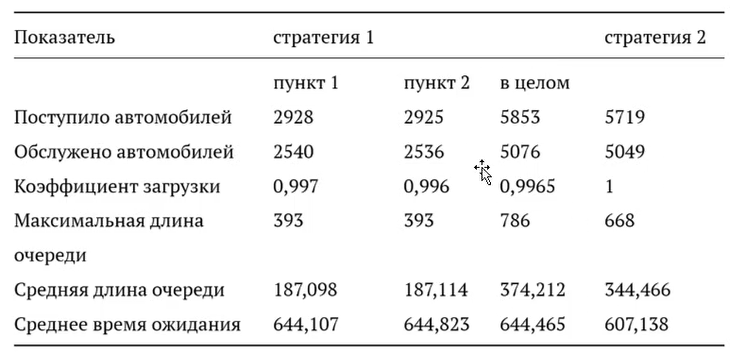 Показатель стратегия 1 стратегия 2
пункт 1 пункт 2 в целом
Поступило автомобилей 2928 2925 5853 5719
Обслужено автомобилей 2540 2536 5076 5049
Коэффициент загрузки 0,997 0,996 0,9965 1
Максимальная длина 393 393 786 668
очереди
Средняя длина очереди 187,098 187,114 374,212 344,466
Среднее время ожидания 644,107 644,823 644,465 607,138